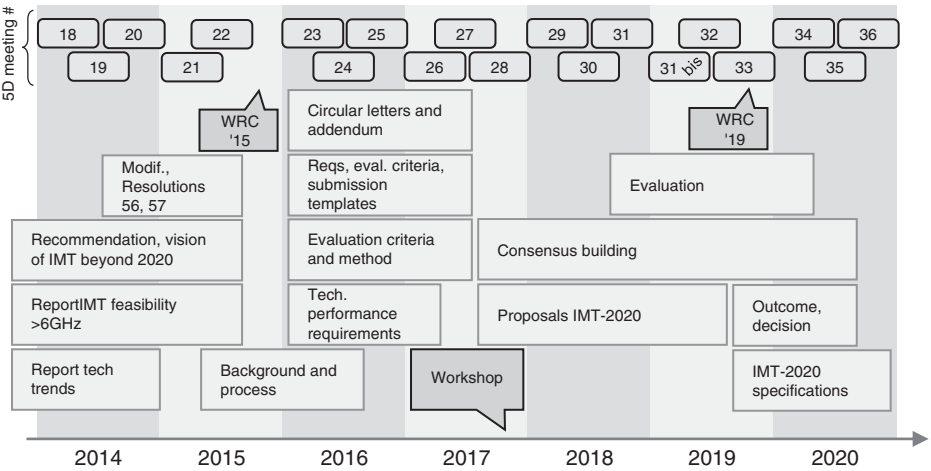 5D meeting #
18 20 22 23 25 27 29 31 32 34 36
19 21 24 26 28 30 31 bis 33 35
WRC
'15
Circular letters and
addendum
WRC
'19
Modif.,
Resolutions
56, 57
Reqs, eval. criteria,
submission
templates
Evaluation
Recommendation, vision
of IMT beyond 2020
Evaluation criteria
and method
Consensus building
ReportIMT feasibility
>6GHz
Tech.
performance
requirements
Proposals IMT-2020
Outcome,
decision
Report tech
trends
Background and
process
Workshop
IMT-2020
specifications
2014 2015 2016 2017 2018 2019 2020